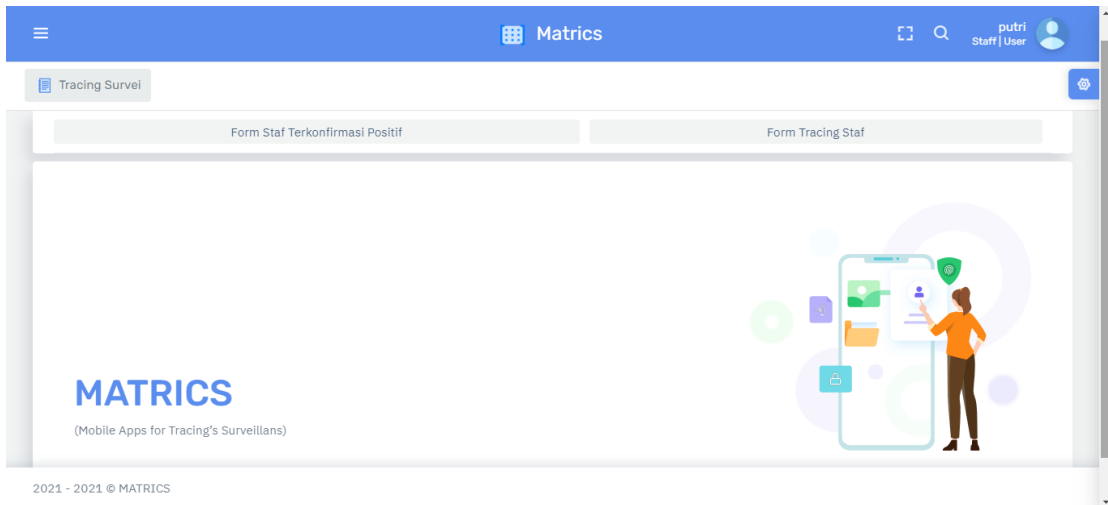 Matrics
putri
Staff | User
Tracing Survei
Form Staf Terkonfirmasi Positif
Form Tracing Staf
MATRICS
(Mobile Apps for Tracing's Surveillans)
2021 - 2021 © MATRICS